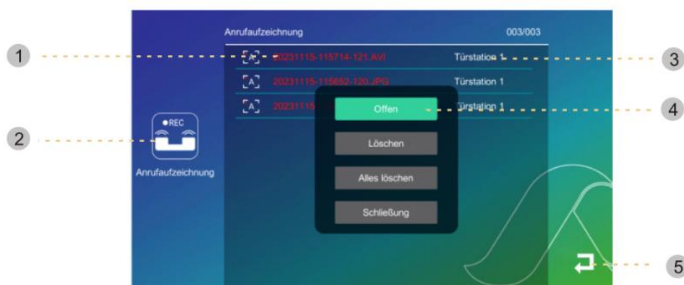 Anrufaufzeichnung 003/003
1 [A] 20231115-115714-121.AVI Türstation 1 3
[A] 20231115-115652-120.JPG Türstation 1
[A] 20231115 Türstation 1
Offen 4
2 REC
Löschen
Anrufaufzeichnung
Alles löschen
Schließung
5